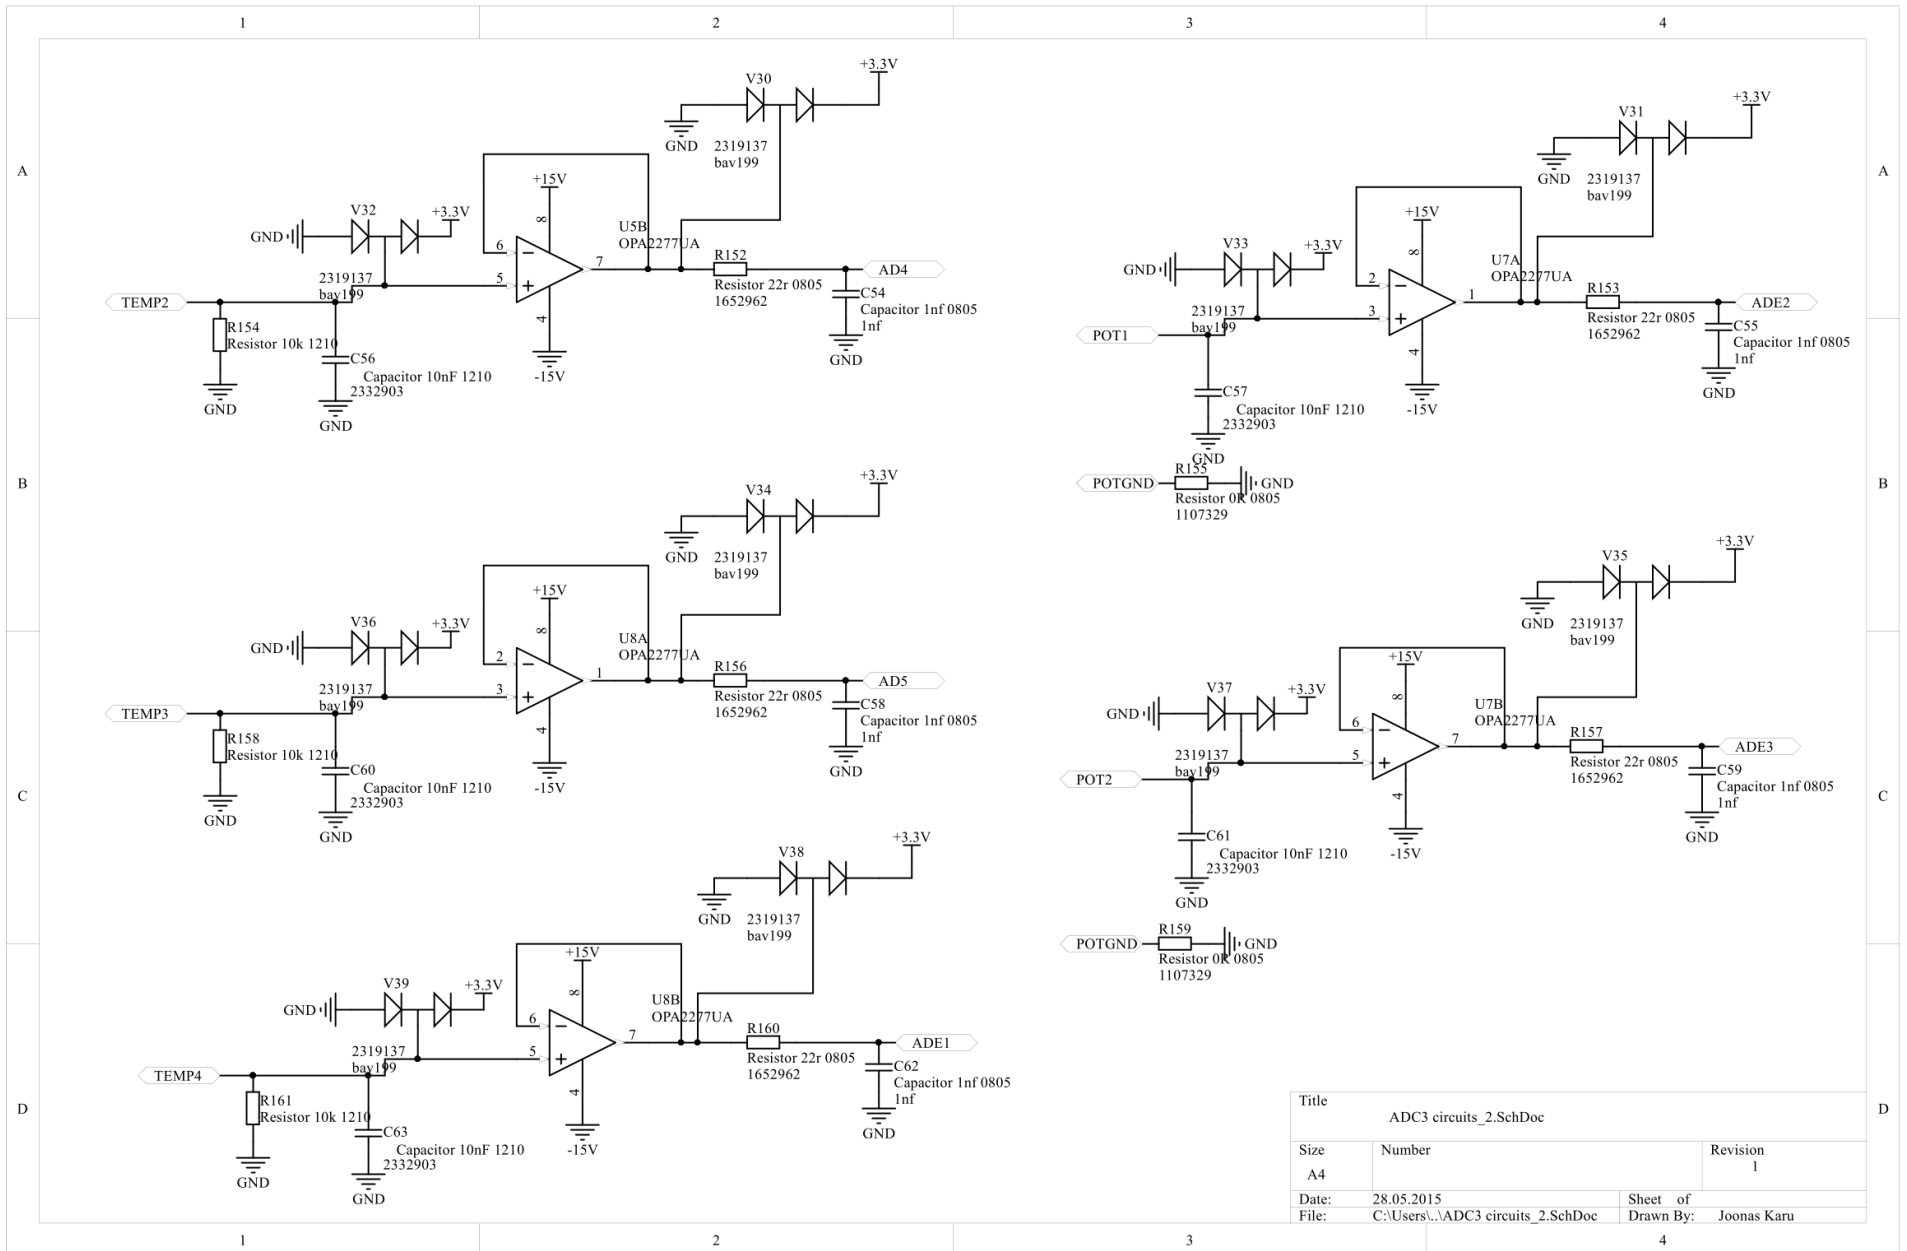 1
2
3
4
A
B
C
D
+3.3V
V30
GND
2319137
bav199
+15V
8
V32
+3.3V
GND
U5B
OPA2277UA
6
7
5
R152
AD4
2319137
bav199
Resistor 22r 0805
1652962
C54
Capacitor 1nf 0805
1nf
GND
TEMP2
4
-15V
R154
Resistor 10k 1210
GND
C56
Capacitor 10nF 1210
2332903
GND
+3.3V
V34
GND
2319137
bav199
+15V
8
V36
+3.3V
GND
U8A
OPA2277UA
2
1
3
R156
AD5
2319137
bav199
Resistor 22r 0805
1652962
C58
Capacitor 1nf 0805
1nf
GND
TEMP3
4
-15V
R158
Resistor 10k 1210
GND
C60
Capacitor 10nF 1210
2332903
GND
+3.3V
V38
GND
2319137
bav199
+15V
8
V39
+3.3V
GND
U8B
OPA2277UA
6
7
5
R160
ADE1
2319137
bav199
Resistor 22r 0805
1652962
C62
Capacitor 1nf 0805
1nf
GND
TEMP4
4
-15V
R161
Resistor 10k 1210
GND
C63
Capacitor 10nF 1210
2332903
GND
+3.3V
V31
GND
2319137
bav199
+15V
8
V33
+3.3V
GND
U7A
OPA2277UA
2
1
3
R153
ADE2
2319137
bav199
Resistor 22r 0805
1652962
C55
Capacitor 1nf 0805
1nf
GND
POT1
4
-15V
C57
Capacitor 10nF 1210
2332903
GND
R155
POTGND
GND
Resistor 0R 0805
1107329
+3.3V
V35
GND
2319137
bav199
+15V
8
V37
+3.3V
GND
U7B
OPA2277UA
6
7
5
R157
ADE3
2319137
bav199
Resistor 22r 0805
1652962
C59
Capacitor 1nf 0805
1nf
GND
POT2
4
-15V
C61
Capacitor 10nF 1210
2332903
GND
R159
POTGND
GND
Resistor 0R 0805
1107329
Title
ADC3 circuits_2.SchDoc
Size
Number
Revision
A4
1
Date:
28.05.2015
Sheet of
File:
C:\Users\..\ADC3 circuits_2.SchDoc
Drawn By:
Joonas Karu
A
B
C
D
1
2
3
4